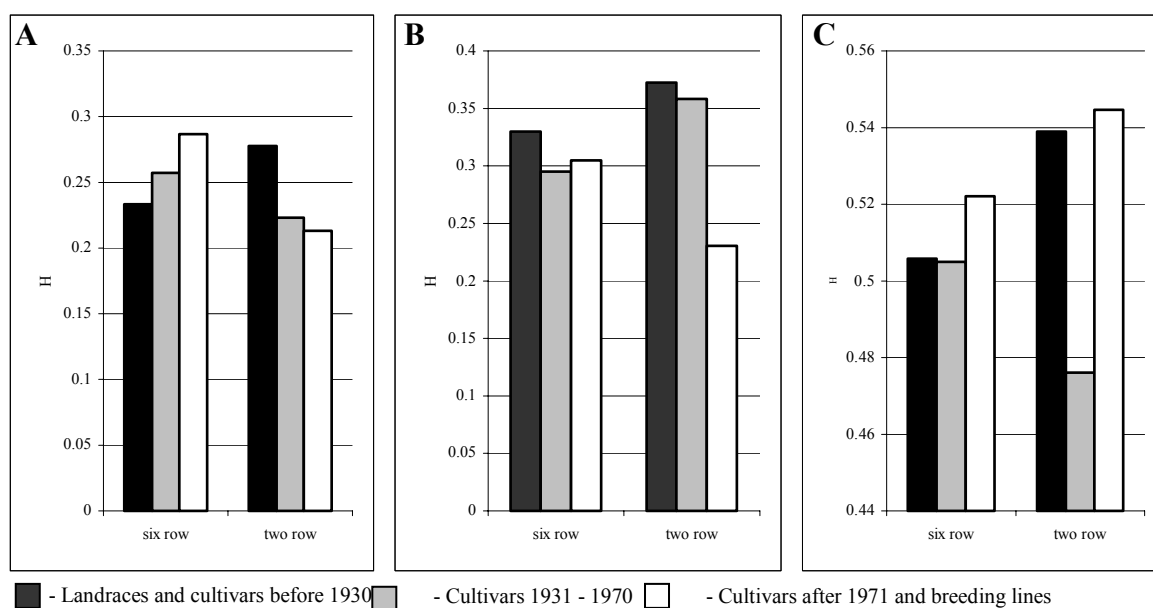 A
0.35
0.3
0.25
0.2
0.15
0.1
0.05
0
H
six row
two row
B
0.4
0.35
0.3
0.25
0.2
0.15
0.1
0.05
0
H
six row
two row
C
0.56
0.54
0.52
0.5
0.48
0.46
0.44
H
six row
two row
- Landraces and cultivars before 1930 - Cultivars 1931 - 1970 - Cultivars after 1971 and breeding lines